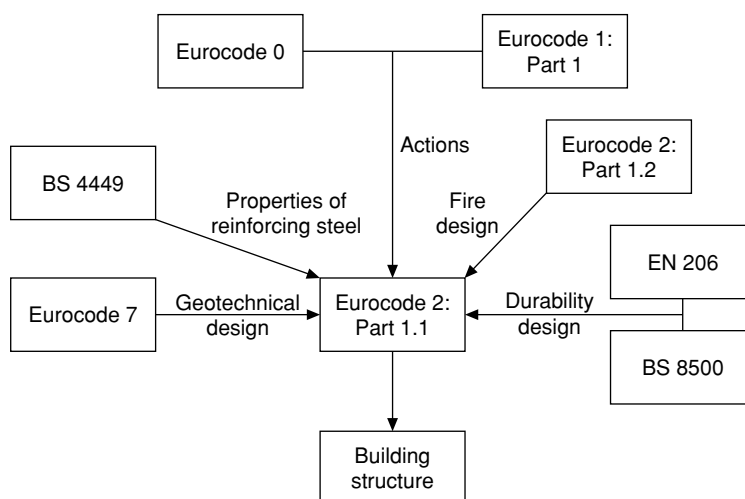 Eurocode 0
Eurocode 1:
Part 1
Actions
Eurocode 2:
Part 1.2
BS 4449
Properties of
reinforcing steel
Fire
design
EN 206
Eurocode 7
Geotechnical
design
Eurocode 2:
Part 1.1
Durability
design
BS 8500
Building
structure